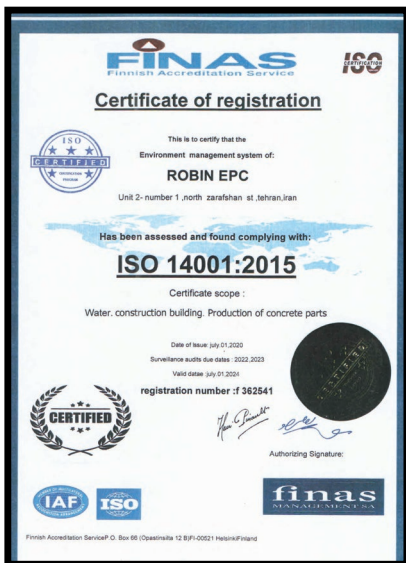 FINAS
Finnish Accreditation Service
ISO
CERTIFICATION
Certificate of registration
ISO
CERTIFIED
This is to certify that the
Environment management system of:
ROBIN EPC
Unit 2- number 1 ,north zarafshan st ,tehran,iran
Has been assessed and found complying with:
ISO 14001:2015
Certificate scope :
Water. construction building. Production of concrete parts
Date of Issue: july.01,2020
Surveillance audits due dates : 2022,2023
Valid datae :july.01,2024
registration number :f 362541
CERTIFIED
CERTIFIED
Authorizing Signature:
IAF
ISO
finas
MANAGEMENT SA
Finnish Accreditation ServiceP.O. Box 66 (Opastinsilta 12 B)FI-00521 HelsinkiFinland